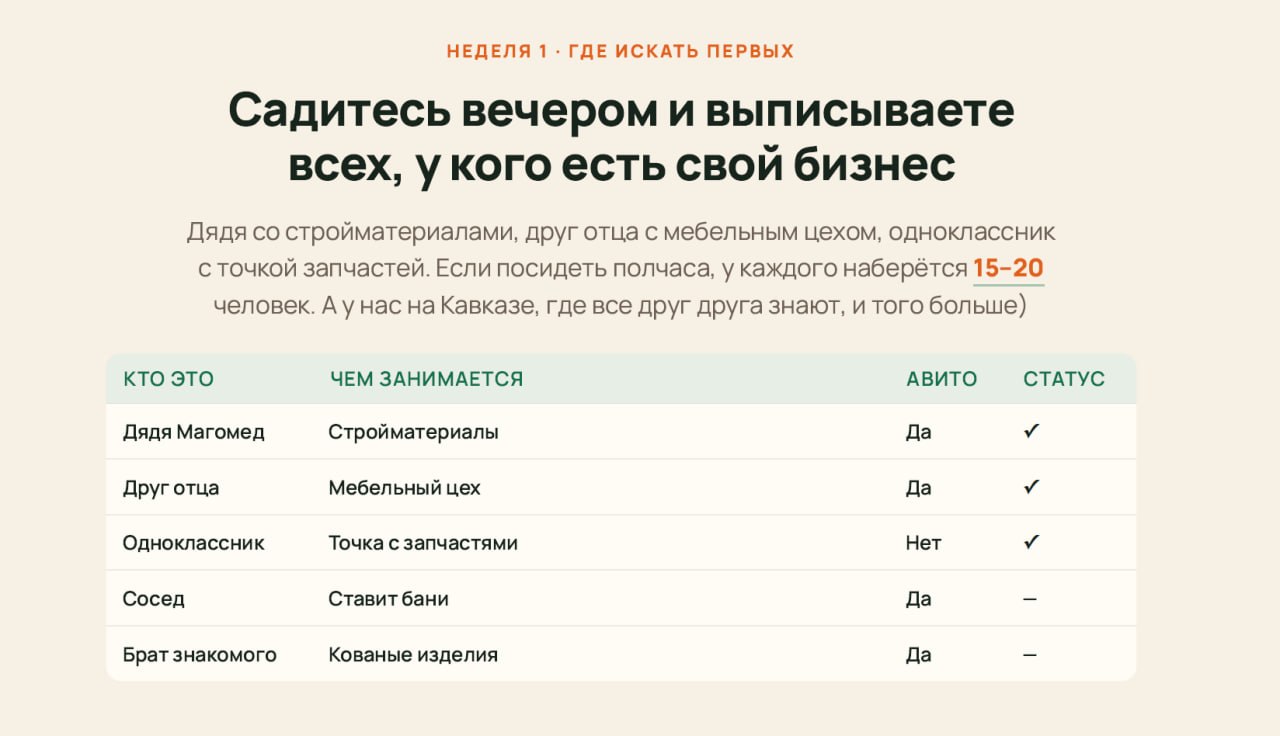 НЕДЕЛЯ 1 · ГДЕ ИСКАТЬ ПЕРВЫХ
Садитесь вечером и выписываете
всех, у кого есть свой бизнес
Дядя со стройматериалами, друг отца с мебельным цехом, одноклассник
с точкой запчастей. Если посидеть полчаса, у каждого наберётся 15–20
человек. А у нас на Кавказе, где все друг друга знают, и того больше)
КТО ЭТО ЧЕМ ЗАНИМАЕТСЯ АВИТО СТАТУС
Дядя Магомед Стройматериалы Да ✓
Друг отца Мебельный цех Да ✓
Одноклассник Точка с запчастями Нет ✓
Сосед Ставит бани Да –
Брат знакомого Кованые изделия Да –